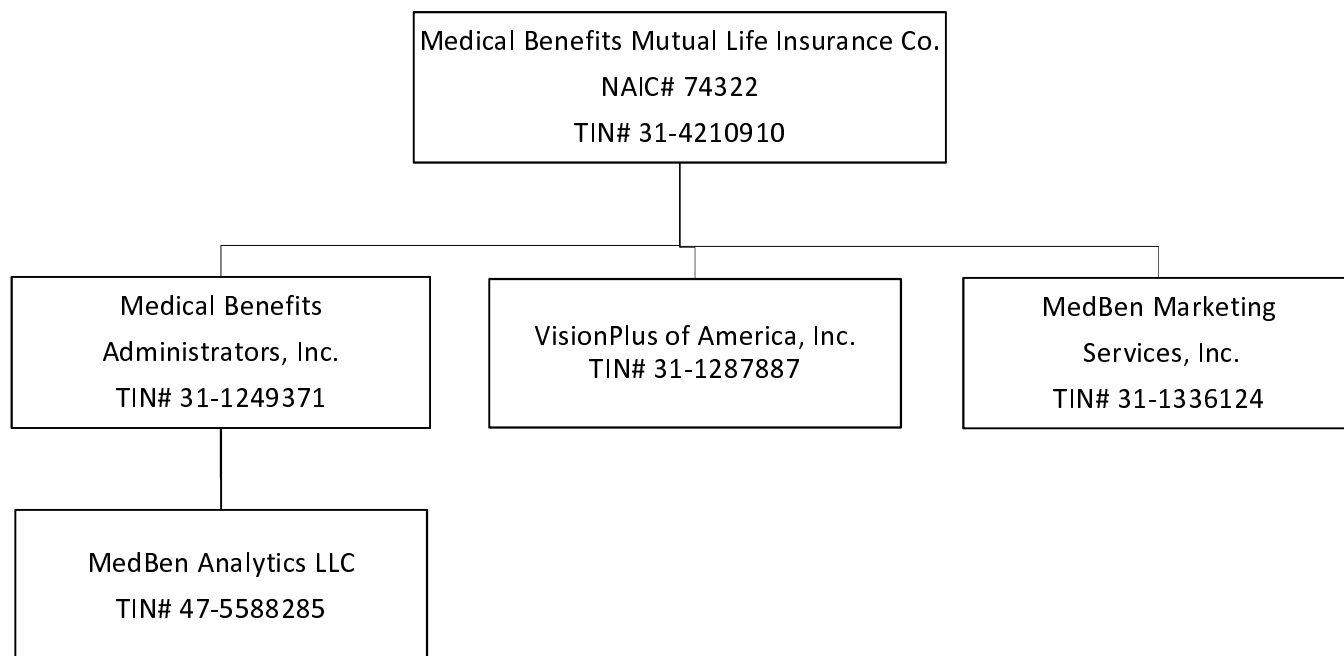 Medical Benefits Mutual Life Insurance Co.
NAIC# 74322
TIN# 31-4210910
Medical Benefits
Administrators, Inc.
TIN# 31-1249371
VisionPlus of America, Inc.
TIN# 31-1287887
MedBen Marketing
Services, Inc.
TIN# 31-1336124
MedBen Analytics LLC
TIN# 47-5588285